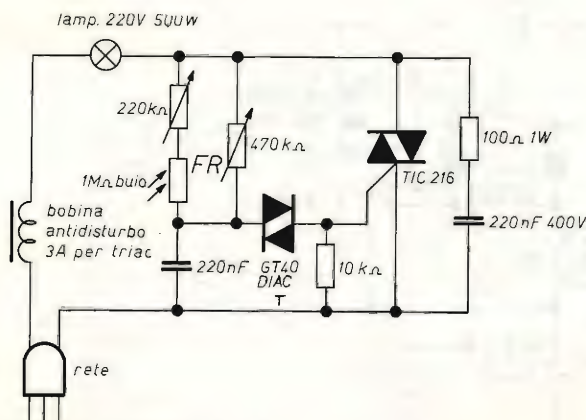 lamp. 220V 500W
220kΩ
1MΩ buio
FR
470kΩ
TIC 216
100Ω 1W
220nF 400V
bobina
antidisturbo
3A per triac
220nF
GT40
DIAC
T
10kΩ
rete